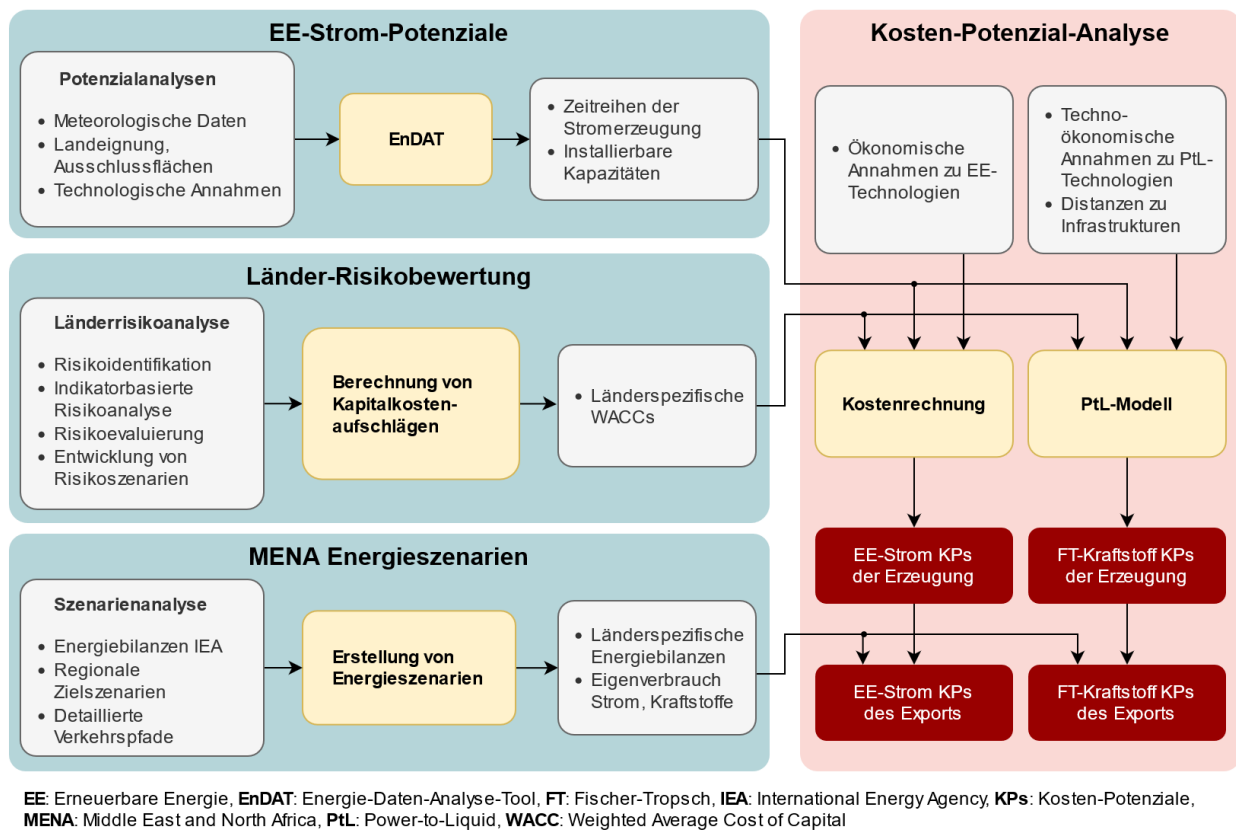 EE-Strom-Potenziale
Potenzialanalysen
• Meteorologische Daten
• Landeignung,
Ausschlussflächen
• Technologische Annahmen
EnDAT
• Zeitreihen der
Stromerzeugung
• Installierbare
Kapazitäten
Länder-Risikobewertung
Länderrisikoanalyse
• Risikoidentifikation
• Indikatorbasierte
Risikoanalyse
• Risikoevaluierung
• Entwicklung von
Risikoszenarien
Berechnung von
Kapitalkosten-
aufschlägen
• Länderspezifische
WACCs
MENA Energieszenarien
Szenarienanalyse
• Energiebilanzen IEA
• Regionale
Zielszenarien
• Detaillierte
Verkehrspfade
Erstellung von
Energieszenarien
• Länderspezifische
Energiebilanzen
• Eigenverbrauch
Strom, Kraftstoffe
Kosten-Potenzial-Analyse
• Ökonomische
Annahmen zu EE-
Technologien
• Techno-
ökonomische
Annahmen zu PtL-
Technologien
• Distanzen zu
Infrastrukturen
Kostenrechnung
PtL-Modell
EE-Strom KPs
der Erzeugung
FT-Kraftstoff KPs
der Erzeugung
EE-Strom KPs
des Exports
FT-Kraftstoff KPs
des Exports
EE: Erneuerbare Energie, EnDAT: Energie-Daten-Analyse-Tool, FT: Fischer-Tropsch, IEA: International Energy Agency, KPs: Kosten-Potenziale,
MENA: Middle East and North Africa, PtL: Power-to-Liquid, WACC: Weighted Average Cost of Capital